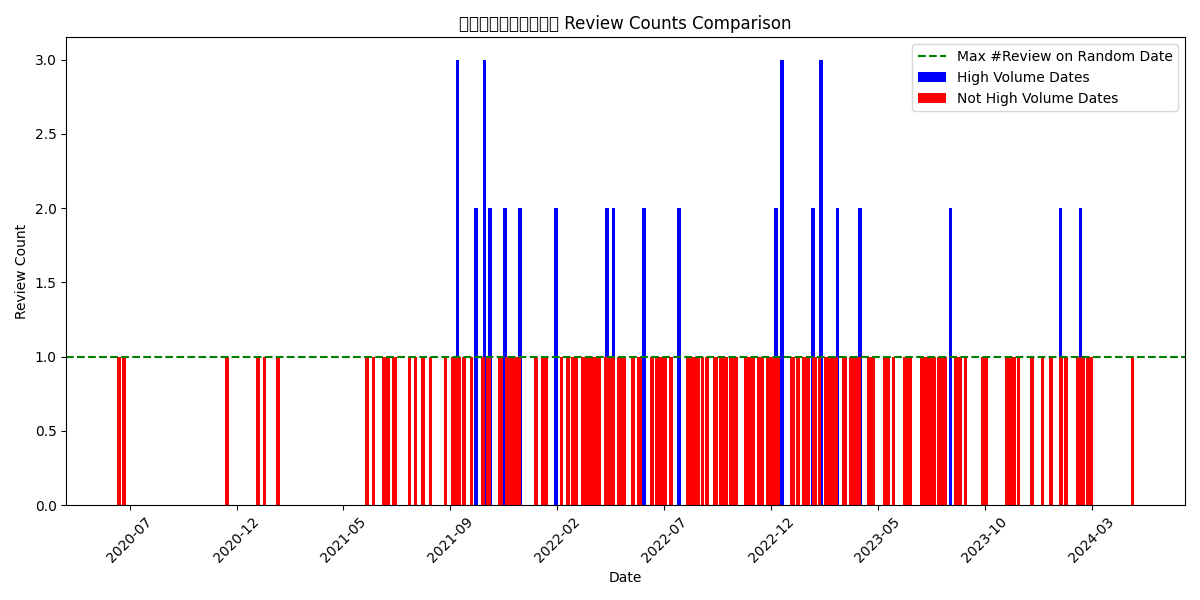 Review Counts Comparison
Max #Review on Random Date
High Volume Dates
Not High Volume Dates
Review Count
3.0
2.5
2.0
1.5
1.0
0.5
0.0
2020-07
2020-12
2021-05
2021-09
2022-02
2022-07
2022-12
2023-05
2023-10
2024-03
Date